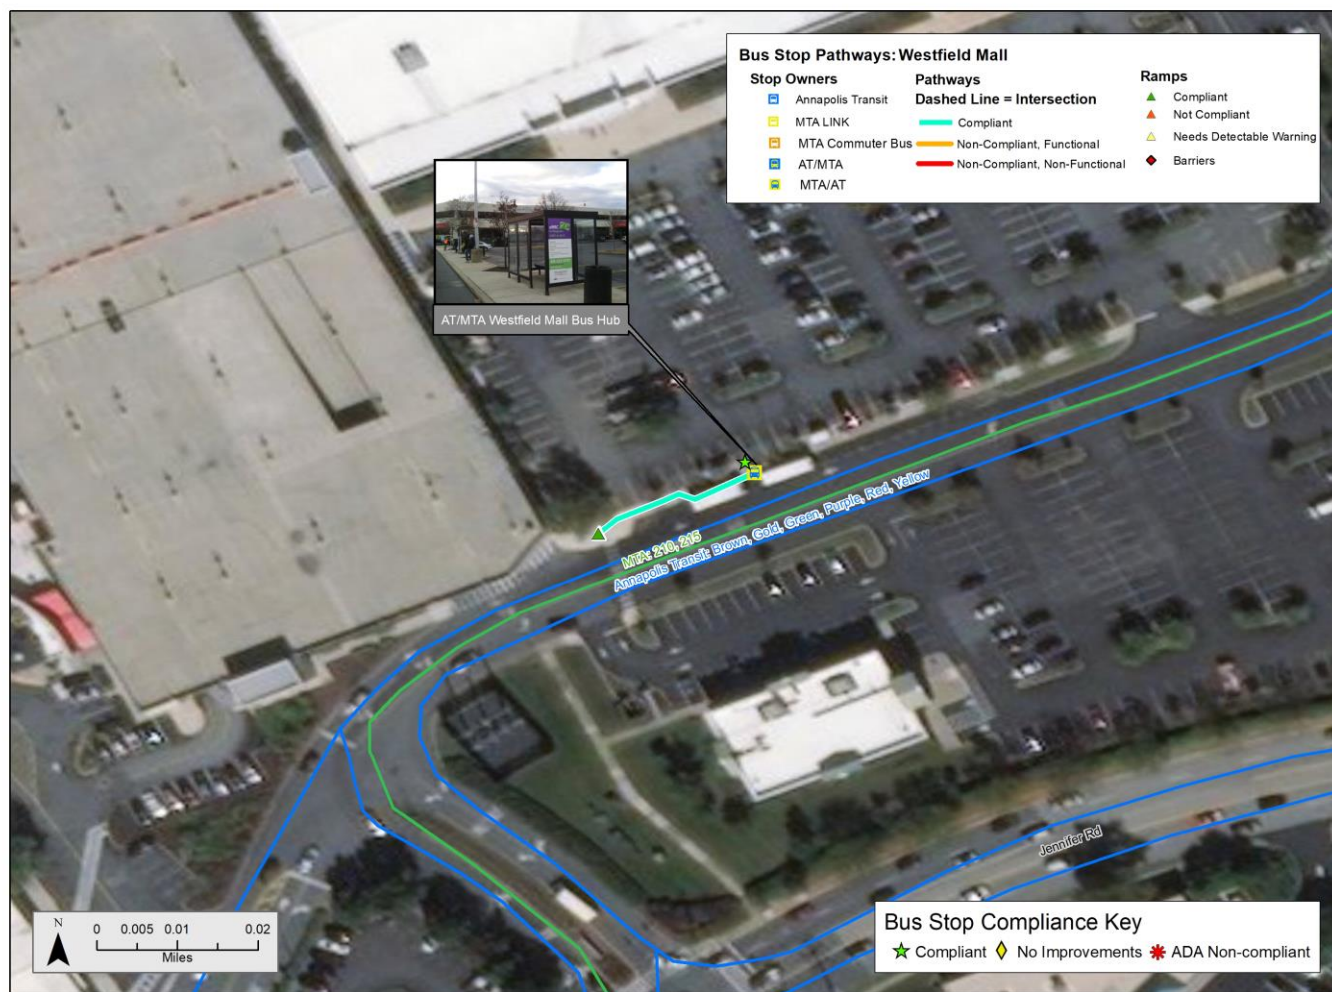 Bus Stop Pathways: Westfield Mall
Stop Owners
Annapolis Transit
MTA LINK
MTA Commuter Bus
AT/MTA
MTA/AT
Pathways
Dashed Line = Intersection
Compliant
Non-Compliant, Functional
Non-Compliant, Non-Functional
Ramps
Compliant
Not Compliant
Needs Detectable Warning
Barriers
AT/MTA Westfield Mall Bus Hub
MTA: 210, 215
Annapolis Transit: Brown, Gold, Green, Purple, Red, Yellow
Jennifer Rd
N
0 0.005 0.01 0.02
Miles
Bus Stop Compliance Key
Compliant No Improvements ADA Non-compliant